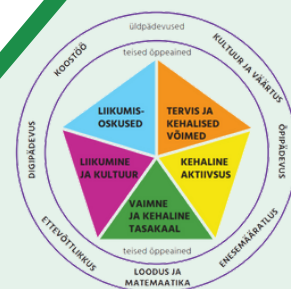 üldpädevused
KULTUUR JA VÄÄRTUS
KOOSTÖÖ
teised õppeained
LIIKUMIS-
OSKUSED
TERVIS JA
KEHALISED
VÕIMED
DIGIPÄDEVUS
ÕPIPÄDEVUS
LIIKUMINE
JA KULTUUR
KEHALINE
AKTIIVSUS
VAIMNE
JA KEHALINE
TASAKAAL
ETTEVÕTLIKKUS
ENESEMÄÄRATLUS
teised õppeained
LOODUS JA
MATEMAATIKA